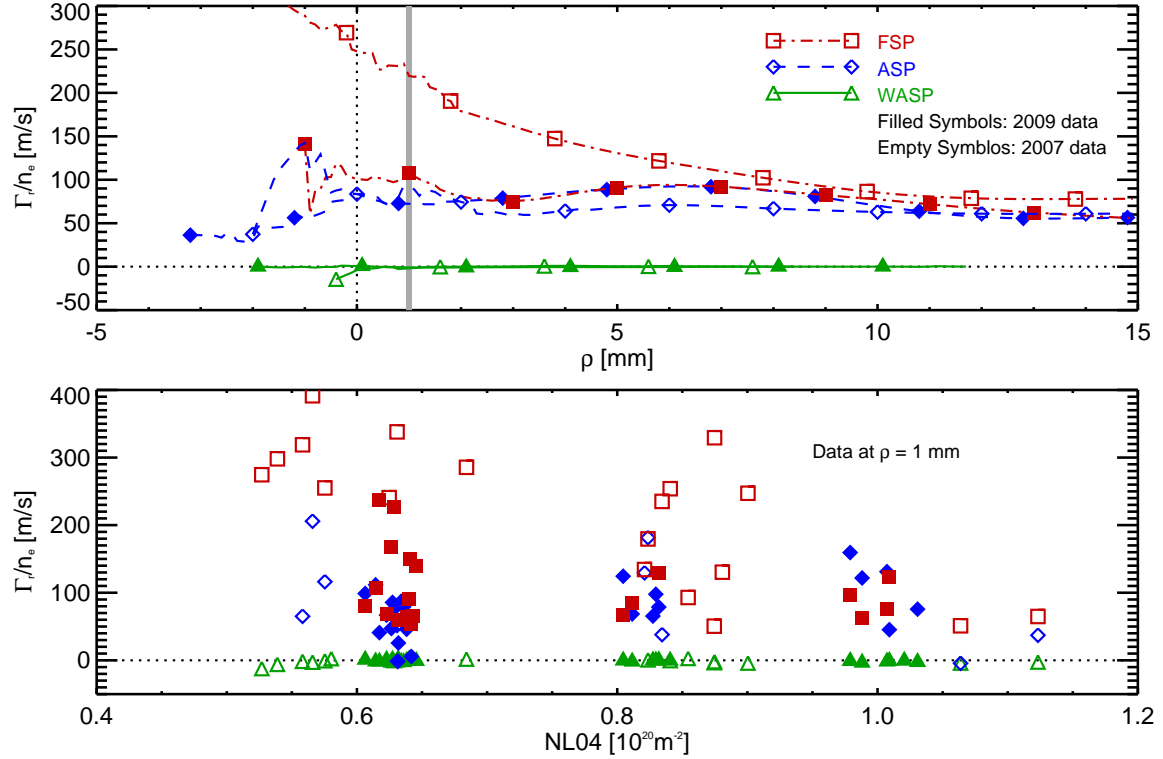 300
250
200
150
100
50
0
-50
Γr/ne [m/s]
FSP
ASP
WASP
Filled Symbols: 2009 data
Empty Symblos: 2007 data
-5
0
5
10
15
ρ [mm]
400
300
200
100
0
Γr/ne [m/s]
Data at ρ = 1 mm
0.4
0.6
0.8
1.0
1.2
NL04 [10²⁰m⁻²]